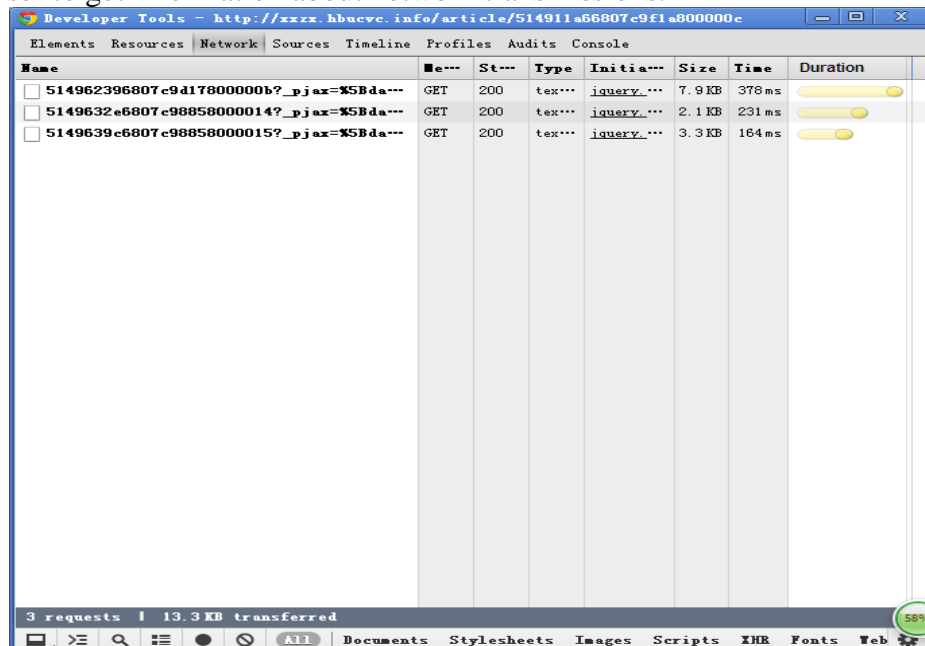 Developer Tools - http://xxzx.hbucvc.info/article/514911a66807c9f1a800000c
Elements Resources Network Sources Timeline Profiles Audits Console
Name Me... St... Type Initia... Size Time Duration
514962396807c9d17800000b?_pjax=%5Bda... GET 200 tex... jquery.... 7.9KB 378ms
5149632e6807c98858000014?_pjax=%5Bda... GET 200 tex... jquery.... 2.1KB 231ms
5149639c6807c98858000015?_pjax=%5Bda... GET 200 tex... jquery.... 3.3KB 164ms
3 requests | 13.3KB transferred
58%
All Documents Stylesheets Images Scripts XHR Fonts Web